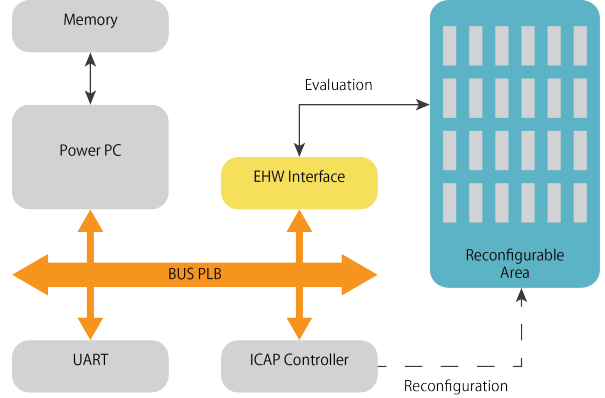 Memory
Evaluation
Power PC
EHW Interface
Reconfigurable
Area
BUS PLB
UART
ICAP Controller
Reconfiguration